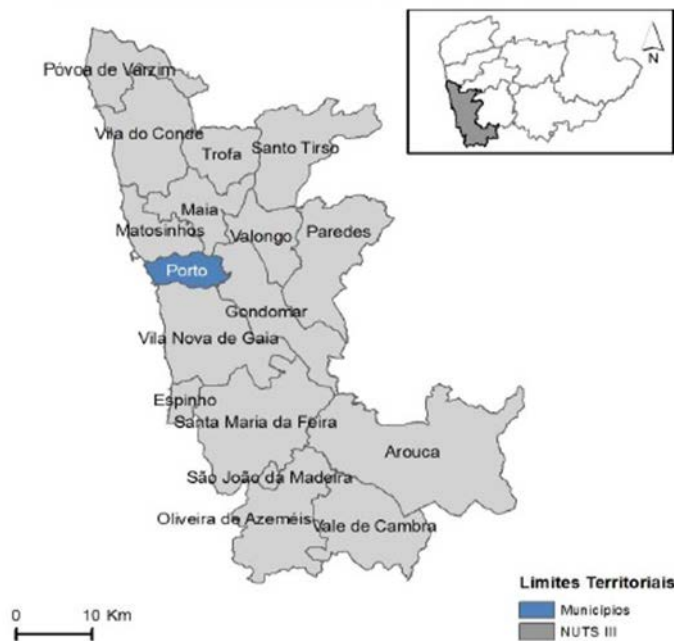 N
Póvoa de Varzim
Vila do Conde
Trofa
Santo Tirso
Maia
Matosinhos
Valongo
Paredes
Porto
Gondomar
Vila Nova de Gaia
Espinho
Santa Maria da Feira
Arouca
São João da Madeira
Oliveira de Azeméis
Vale de Cambra
Limites Territoriais
Municípios
NUTS III
0 10 Km